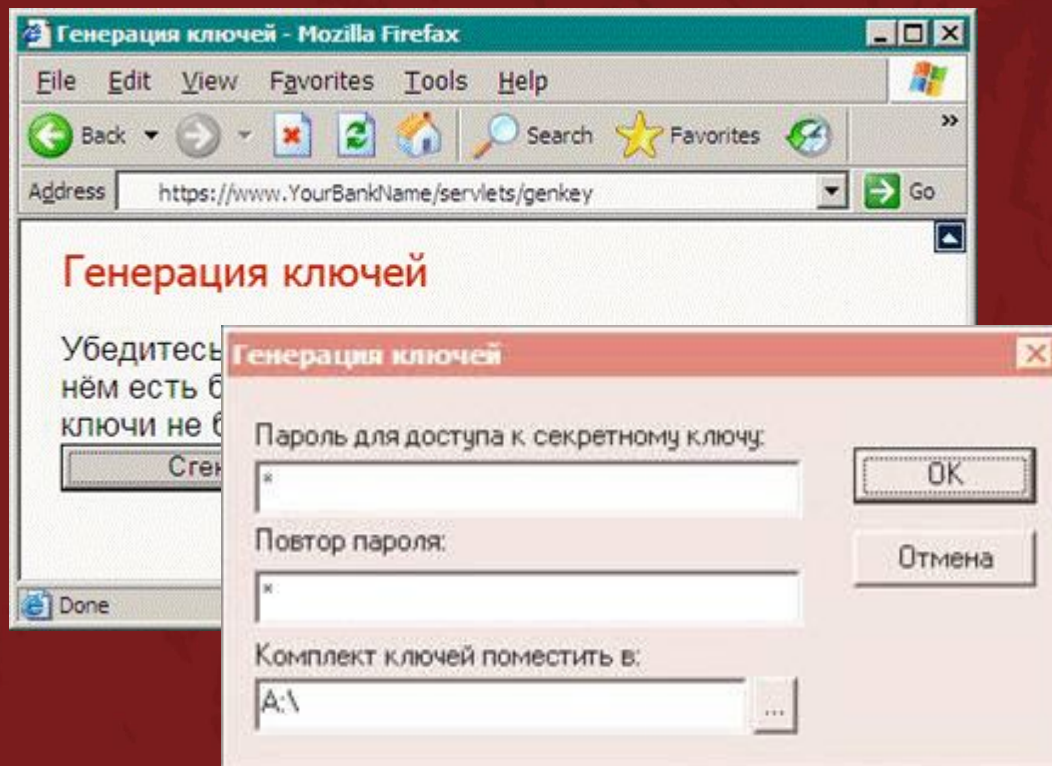 Генерация ключей - Mozilla Firefox
File Edit View Favorites Tools Help
Back Search Favorites »
Address https://www.YourBankName/servlets/genkey Go
Генерация ключей
Убедитесь
нём есть
ключи не
Done
Генерация ключей
Пароль для доступа к секретному ключу:
*
OK
Повтор пароля:
*
Отмена
Комплект ключей поместить в:
A:\
...